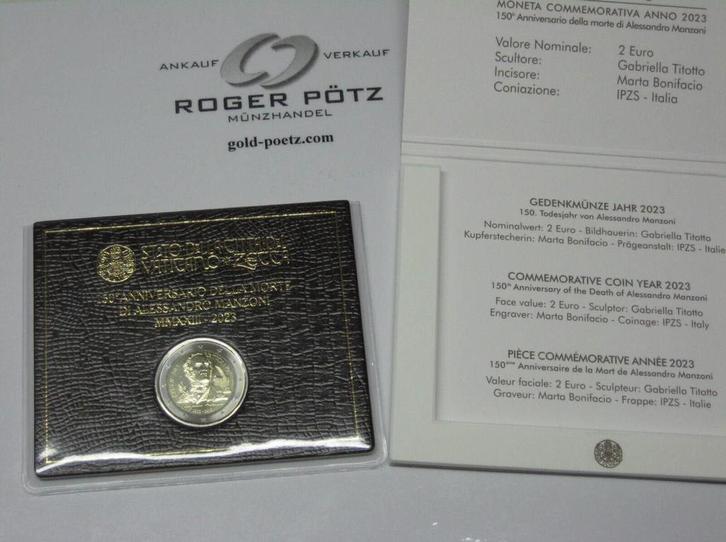 ANKAUF VERKAUF
ROGER PÖTZ
MÜNZHANDEL
gold-poetz.com
MONETA COMMEMORATIVA ANNO 2023
150° Anniversario della morte di Alessandro Manzoni
Valore Nominale: 2 Euro
Scultore: Gabriella Titotto
Incisore: Marta Bonifacio
Coniazione: IPZS - Italia
GEDENKMÜNZE JAHR 2023
150. Todesjahr von Alessandro Manzoni
Nominalwert: 2 Euro - Bildhauerin: Gabriella Titotto
Kupferstecherin: Marta Bonifacio - Prägeanstalt: IPZS - Italie
COMMEMORATIVE COIN YEAR 2023
150th Anniversary of the Death of Alessandro Manzoni
Face value: 2 Euro - Sculptor: Gabriella Titotto
Engraver: Marta Bonifacio - Coinage: IPZS - Italy
PIÈCE COMMÉMORATIVE ANNÉE 2023
150ème Anniversaire de la Mort de Alessandro Manzoni
Valeur faciale: 2 Euro - Sculpteur: Gabriella Titotto
Graveur: Marta Bonifacio - Frappe: IPZS - Italie
STATO DELLA CITTÀ DEL
VATICANO
ANNIVERSARIO DELLA MORTE
DI ALESSANDRO MANZONI
MMXXIII - 2023